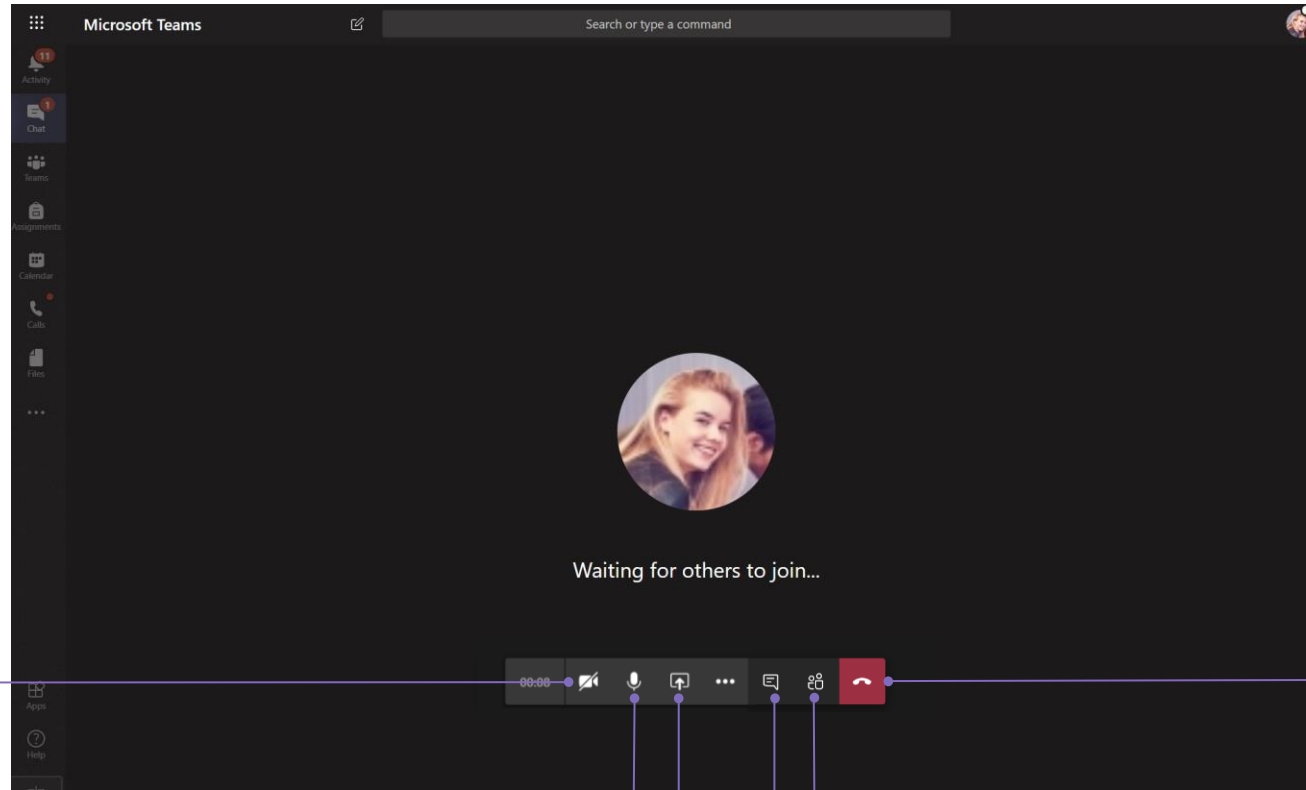 Microsoft Teams
Search or type a command
11
Activity
1
Chat
Teams
Assignments
Calendar
Calls
Files
Waiting for others to join...
00:08
Apps
Help